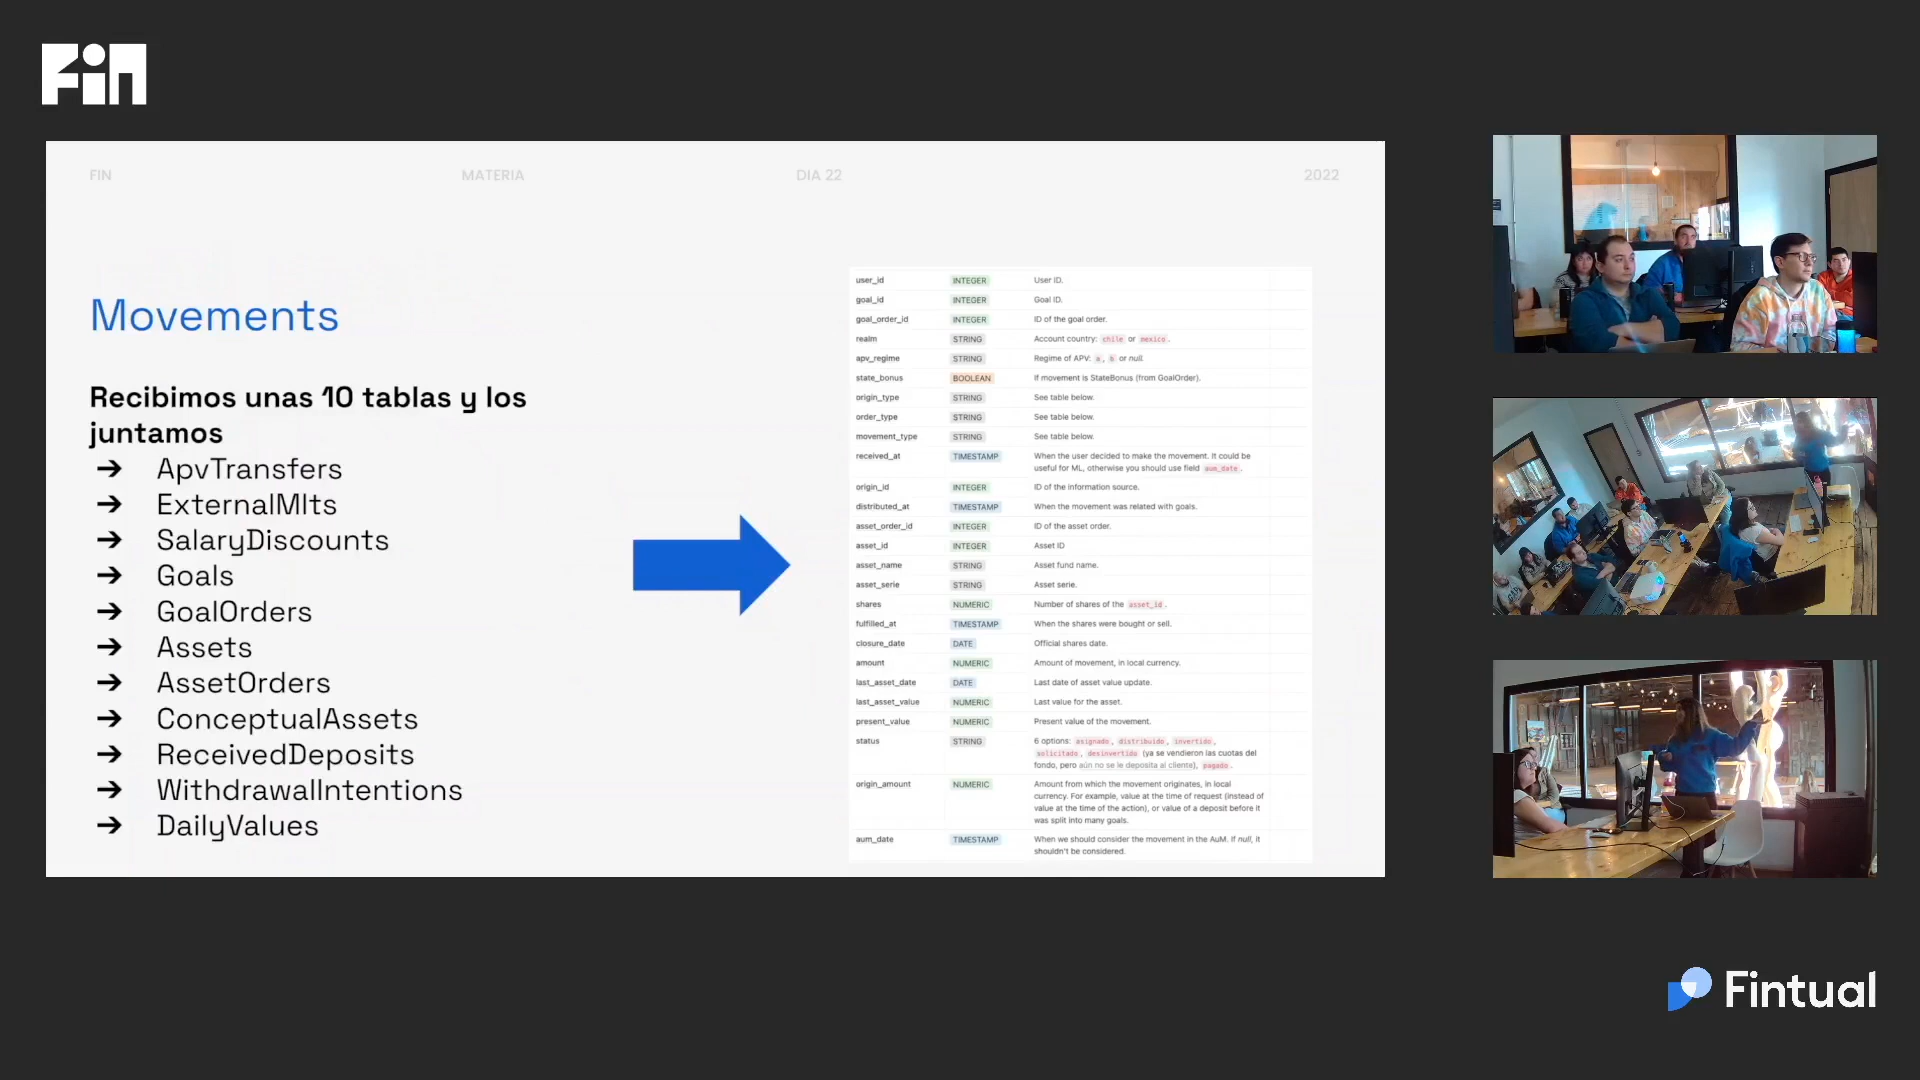 Fin
FIN MATERIA DIA 22 2022
Movements
Recibimos unas 10 tablas y los
juntamos
➔ ApvTransfers
➔ ExternalMIts
➔ SalaryDiscounts
➔ Goals
➔ GoalOrders
➔ Assets
➔ AssetOrders
➔ ConceptualAssets
➔ ReceivedDeposits
➔ WithdrawalIntentions
➔ DailyValues
user_id INTEGER User ID.
goal_id INTEGER Goal ID.
goal_order_id INTEGER ID of the goal order.
realm STRING Account country: chile or mexico.
apv_regime STRING Regime of APV: a, b or null
state_bonus BOOLEAN If movement is StateBonus (from GoalOrder).
origin_type STRING See table below.
order_type STRING See table below.
movement_type STRING See table below.
received_at TIMESTAMP When the user decided to make the movement. It could be
useful for ML, otherwise you should use field aum_date.
origin_id INTEGER ID of the information source.
distributed_at TIMESTAMP When the movement was related with goals.
asset_order_id INTEGER ID of the asset order.
asset_id INTEGER Asset ID
asset_name STRING Asset fund name.
asset_serie STRING Asset serie.
shares NUMERIC Number of shares of the asset_id.
fulfilled_at TIMESTAMP When the shares were bought or sell.
closure_date DATE Official shares date.
amount NUMERIC Amount of movement, in local currency.
last_asset_date DATE Last date of asset value update.
last_asset_value NUMERIC Last value for the asset.
present_value NUMERIC Present value of the movement.
status STRING 6 options: asignado, distribuido, invertido,
solicitado, desinvertido (ya se vendieron las cuotas del
fondo, pero aún no se le deposita al cliente), pagado.
origin_amount NUMERIC Amount from which the movement originates, in local
currency. For example, value at the time of request (instead of
value at the time of the action), or value of a deposit before it
was split into many goals.
aum_date TIMESTAMP When we should consider the movement in the AuM. If null, it
shouldn't be considered.
Fintual